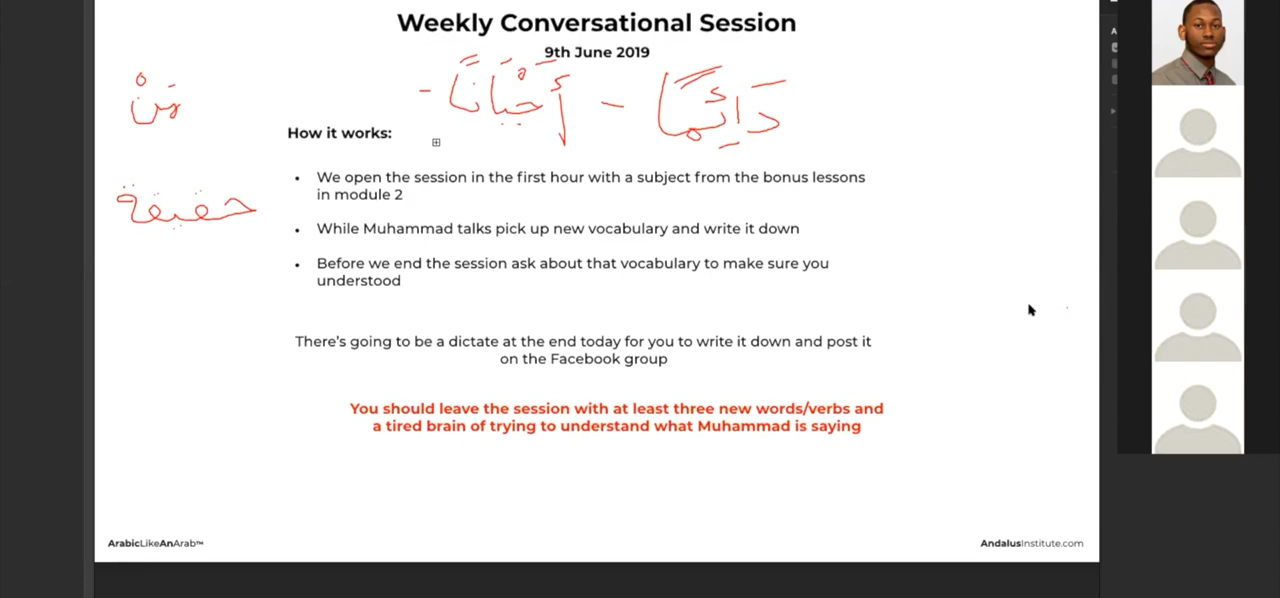 Weekly Conversational Session
9th June 2019
دَائِمًا - أَحْيَانًا -
How it works:
• We open the session in the first hour with a subject from the bonus lessons
in module 2
• While Muhammad talks pick up new vocabulary and write it down
• Before we end the session ask about that vocabulary to make sure you
understood
حقيقة
There's going to be a dictate at the end today for you to write it down and post it
on the Facebook group
You should leave the session with at least three new words/verbs and
a tired brain of trying to understand what Muhammad is saying
ArabicLikeAnArab™
AndalusInstitute.com